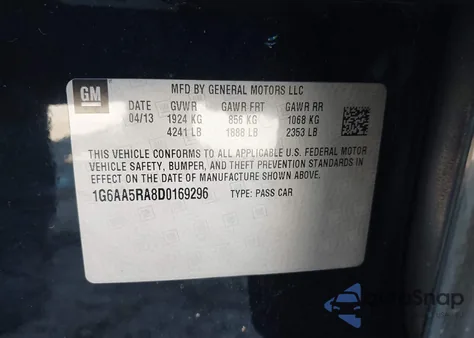 GM
MFD BY GENERAL MOTORS LLC
DATE GVWR GAWR FRT GAWR RR
04/13 1924 KG 856 KG 1068 KG
4241 LB 1888 LB 2353 LB
THIS VEHICLE CONFORMS TO ALL APPLICABLE U.S. FEDERAL MOTOR
VEHICLE SAFETY, BUMPER, AND THEFT PREVENTION STANDARDS IN
EFFECT ON THE DATE OF MANUFACTURE SHOWN ABOVE.
1G6AA5RA8D0169296 TYPE: PASS CAR
AutoSnap